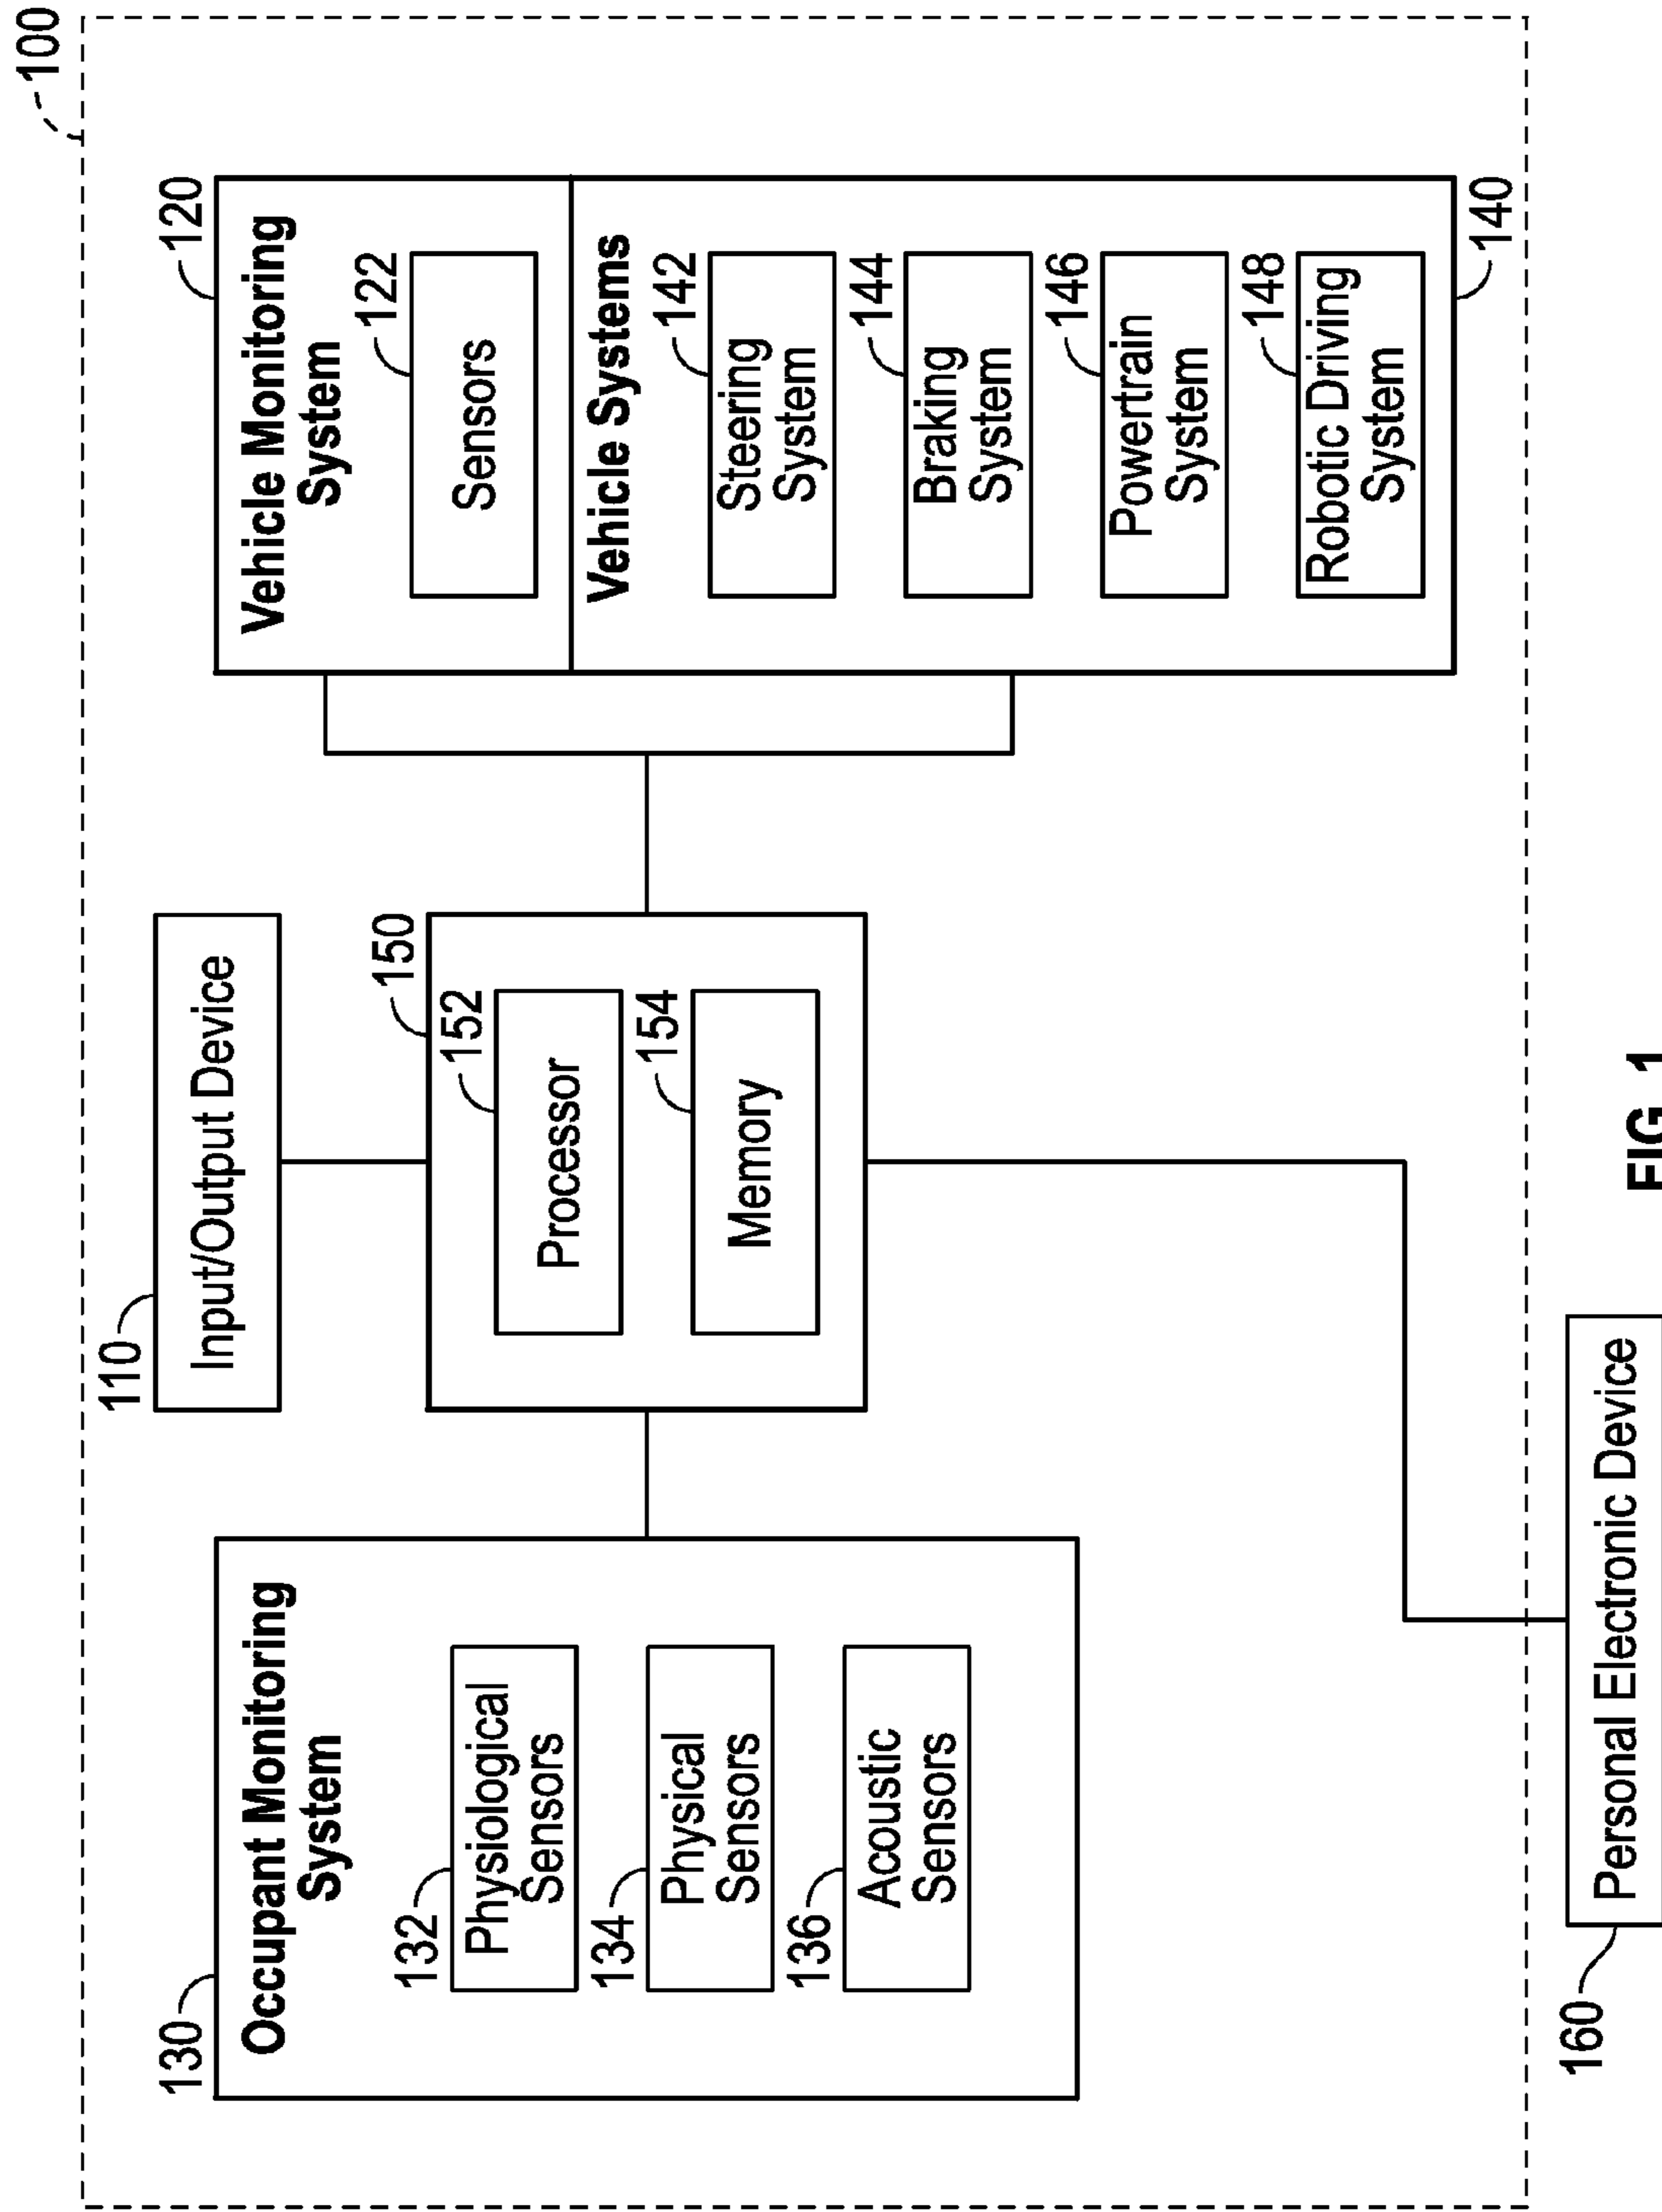 100
110
Input/Output Device
130
Occupant Monitoring
System
132
Physiological
Sensors
134
Physical
Sensors
136
Acoustic
Sensors
150
152
Processor
154
Memory
120
Vehicle Monitoring
System
122
Sensors
Vehicle Systems
142
Steering
System
144
Braking
System
146
Powertrain
System
148
Robotic Driving
System
140
160
Personal Electronic Device
FIG. 1